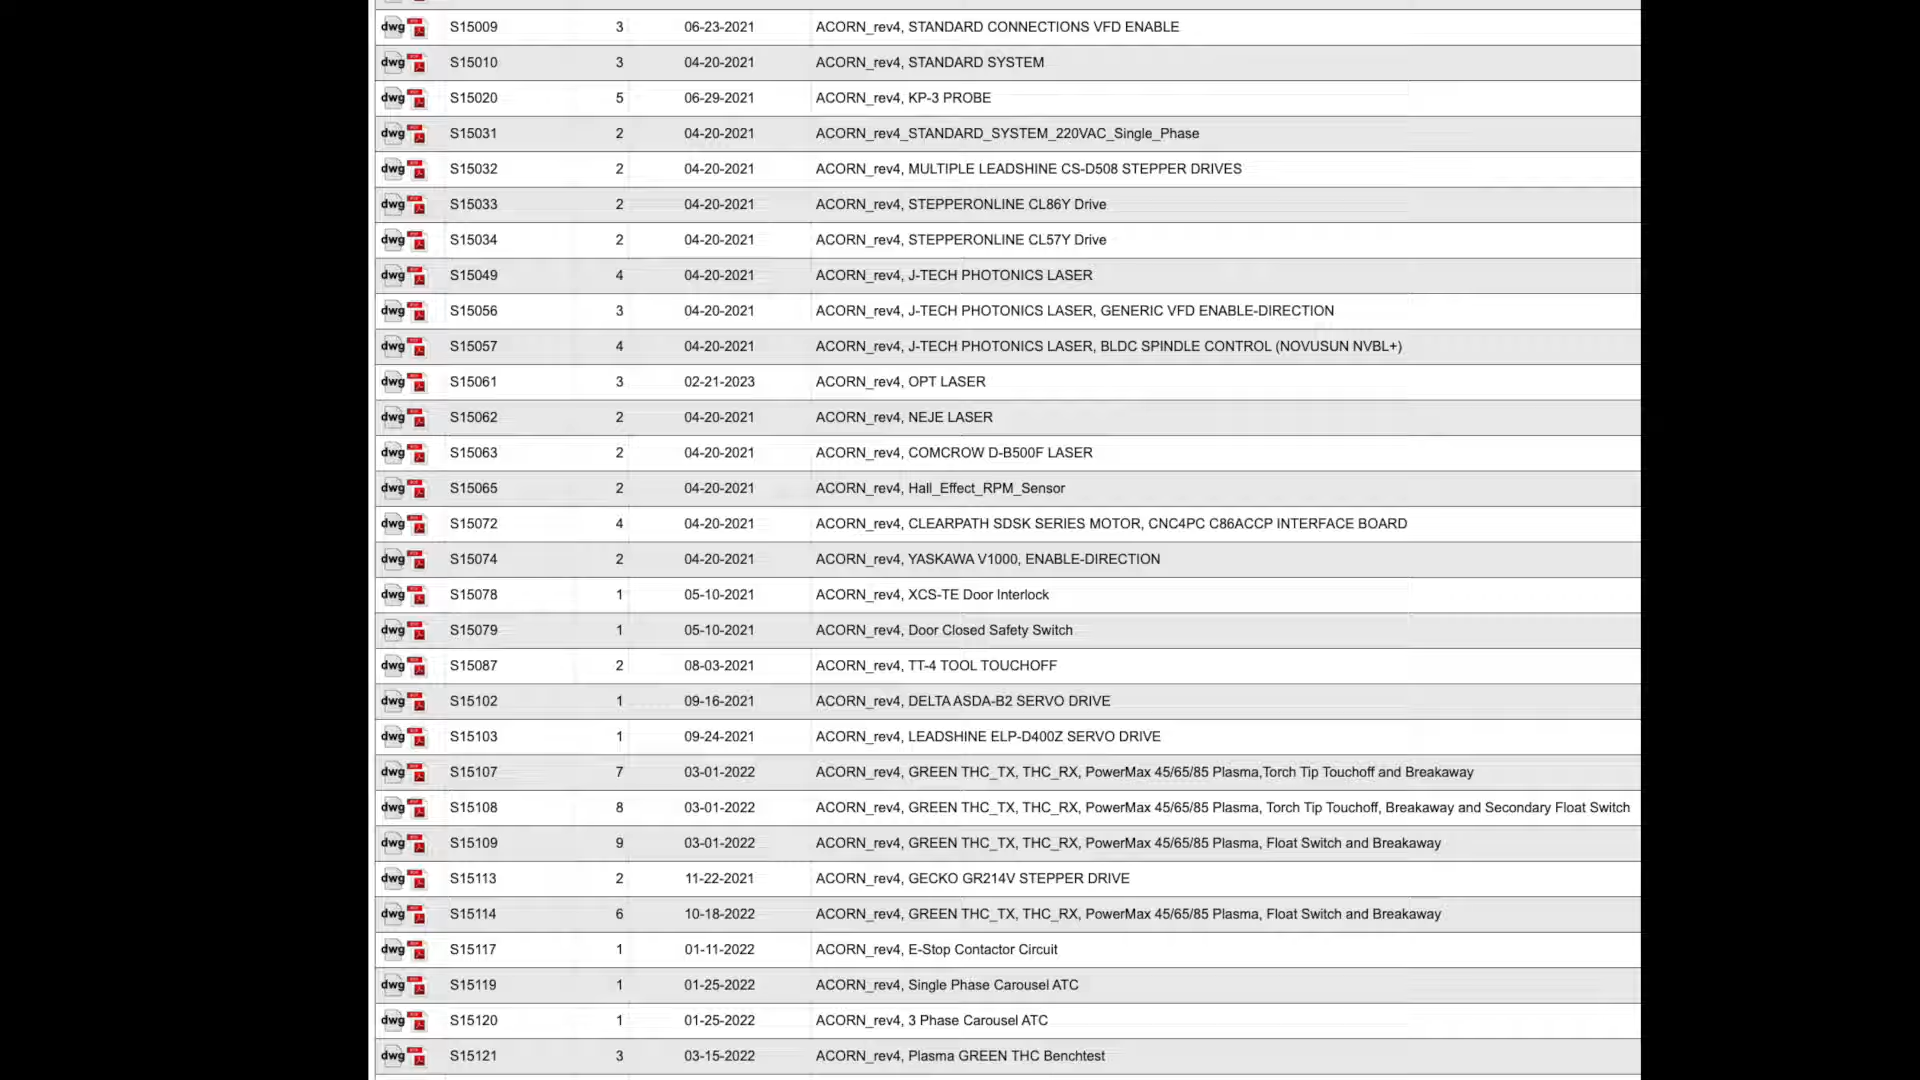 dwg S15009 3 06-23-2021 ACORN_rev4, STANDARD CONNECTIONS VFD ENABLE
dwg S15010 3 04-20-2021 ACORN_rev4, STANDARD SYSTEM
dwg S15020 5 06-29-2021 ACORN_rev4, KP-3 PROBE
dwg S15031 2 04-20-2021 ACORN_rev4_STANDARD_SYSTEM_220VAC_Single_Phase
dwg S15032 2 04-20-2021 ACORN_rev4, MULTIPLE LEADSHINE CS-D508 STEPPER DRIVES
dwg S15033 2 04-20-2021 ACORN_rev4, STEPPERONLINE CL86Y Drive
dwg S15034 2 04-20-2021 ACORN_rev4, STEPPERONLINE CL57Y Drive
dwg S15049 4 04-20-2021 ACORN_rev4, J-TECH PHOTONICS LASER
dwg S15056 3 04-20-2021 ACORN_rev4, J-TECH PHOTONICS LASER, GENERIC VFD ENABLE-DIRECTION
dwg S15057 4 04-20-2021 ACORN_rev4, J-TECH PHOTONICS LASER, BLDC SPINDLE CONTROL (NOVUSUN NVBL+)
dwg S15061 3 02-21-2023 ACORN_rev4, OPT LASER
dwg S15062 2 04-20-2021 ACORN_rev4, NEJE LASER
dwg S15063 2 04-20-2021 ACORN_rev4, COMCROW D-B500F LASER
dwg S15065 2 04-20-2021 ACORN_rev4, Hall_Effect_RPM_Sensor
dwg S15072 4 04-20-2021 ACORN_rev4, CLEARPATH SDSK SERIES MOTOR, CNC4PC C86ACCP INTERFACE BOARD
dwg S15074 2 04-20-2021 ACORN_rev4, YASKAWA V1000, ENABLE-DIRECTION
dwg S15078 1 05-10-2021 ACORN_rev4, XCS-TE Door Interlock
dwg S15079 1 05-10-2021 ACORN_rev4, Door Closed Safety Switch
dwg S15087 2 08-03-2021 ACORN_rev4, TT-4 TOOL TOUCHOFF
dwg S15102 1 09-16-2021 ACORN_rev4, DELTA ASDA-B2 SERVO DRIVE
dwg S15103 1 09-24-2021 ACORN_rev4, LEADSHINE ELP-D400Z SERVO DRIVE
dwg S15107 7 03-01-2022 ACORN_rev4, GREEN THC_TX, THC_RX, PowerMax 45/65/85 Plasma,Torch Tip Touchoff and Breakaway
dwg S15108 8 03-01-2022 ACORN_rev4, GREEN THC_TX, THC_RX, PowerMax 45/65/85 Plasma, Torch Tip Touchoff, Breakaway and Secondary Float Switch
dwg S15109 9 03-01-2022 ACORN_rev4, GREEN THC_TX, THC_RX, PowerMax 45/65/85 Plasma, Float Switch and Breakaway
dwg S15113 2 11-22-2021 ACORN_rev4, GECKO GR214V STEPPER DRIVE
dwg S15114 6 10-18-2022 ACORN_rev4, GREEN THC_TX, THC_RX, PowerMax 45/65/85 Plasma, Float Switch and Breakaway
dwg S15117 1 01-11-2022 ACORN_rev4, E-Stop Contactor Circuit
dwg S15119 1 01-25-2022 ACORN_rev4, Single Phase Carousel ATC
dwg S15120 1 01-25-2022 ACORN_rev4, 3 Phase Carousel ATC
dwg S15121 3 03-15-2022 ACORN_rev4, Plasma GREEN THC Benchtest